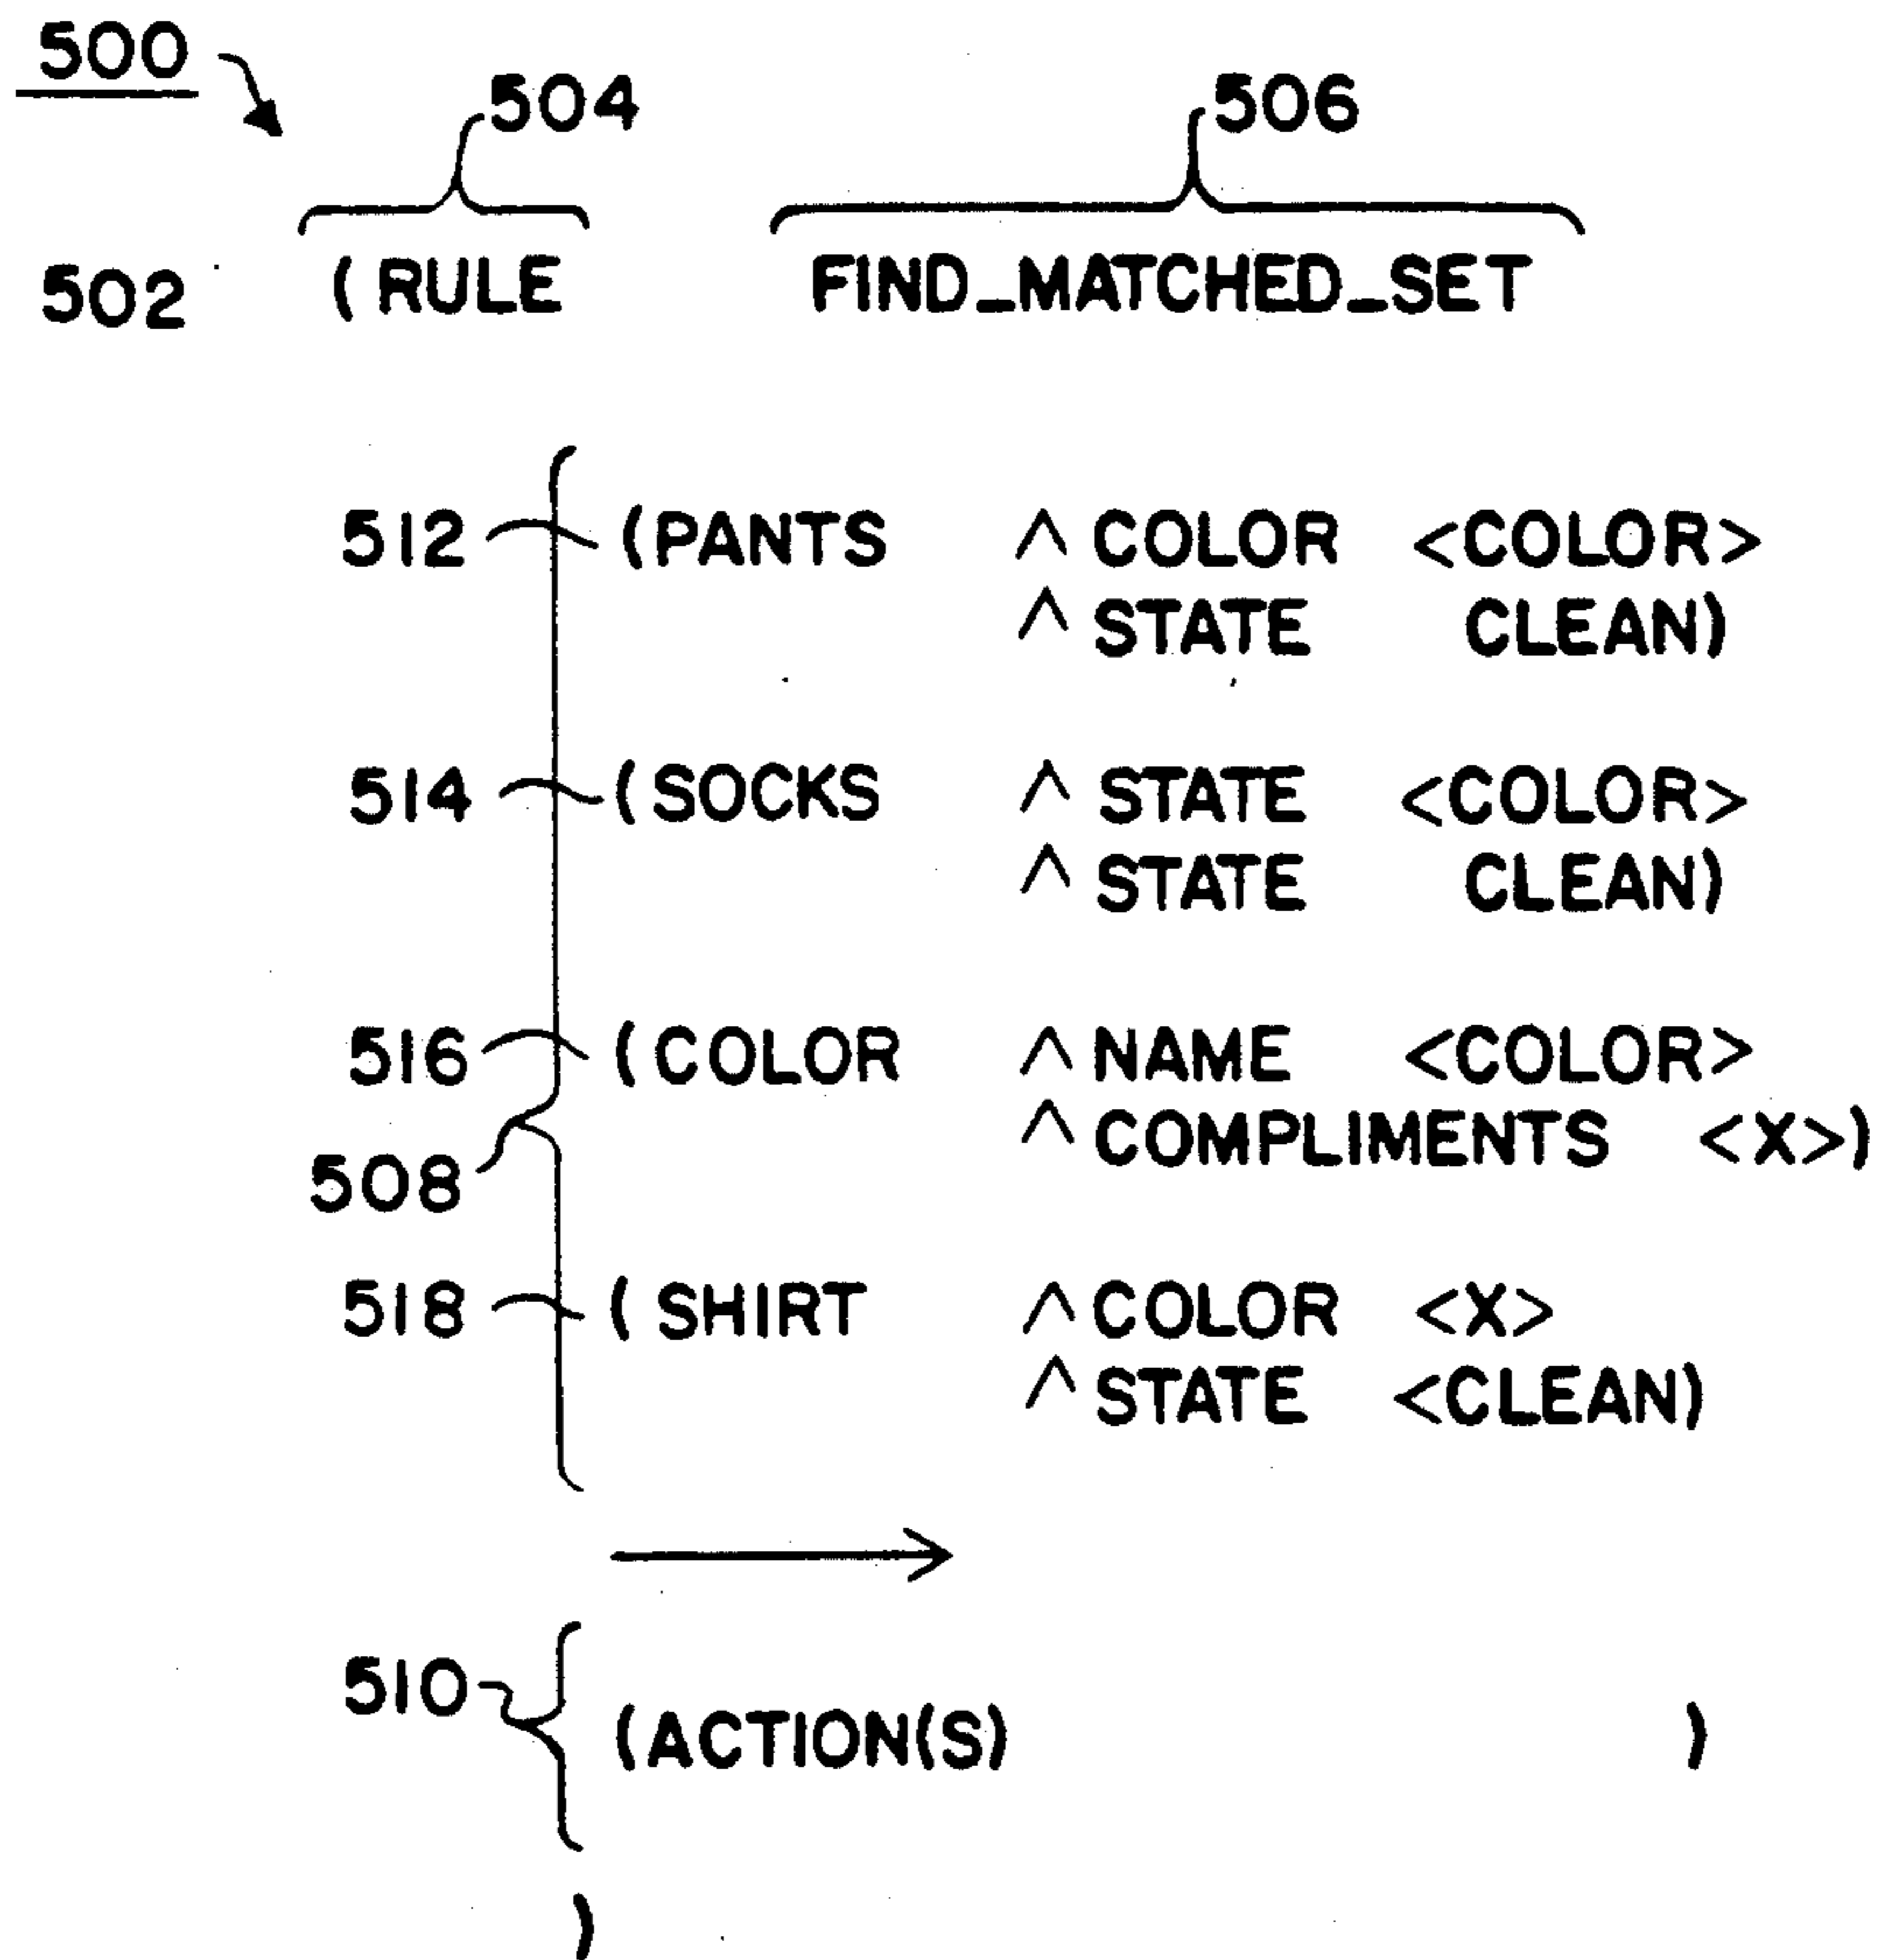 500
504 506
502 (RULE FIND_MATCHED_SET
512 (PANTS ^ COLOR <COLOR>
^ STATE CLEAN)
514 (SOCKS ^ STATE <COLOR>
^ STATE CLEAN)
516 (COLOR ^ NAME <COLOR>
^ COMPLIMENTS <X>)
508
518 (SHIRT ^ COLOR <X>
^ STATE <CLEAN)
510 (ACTION(S) )
)